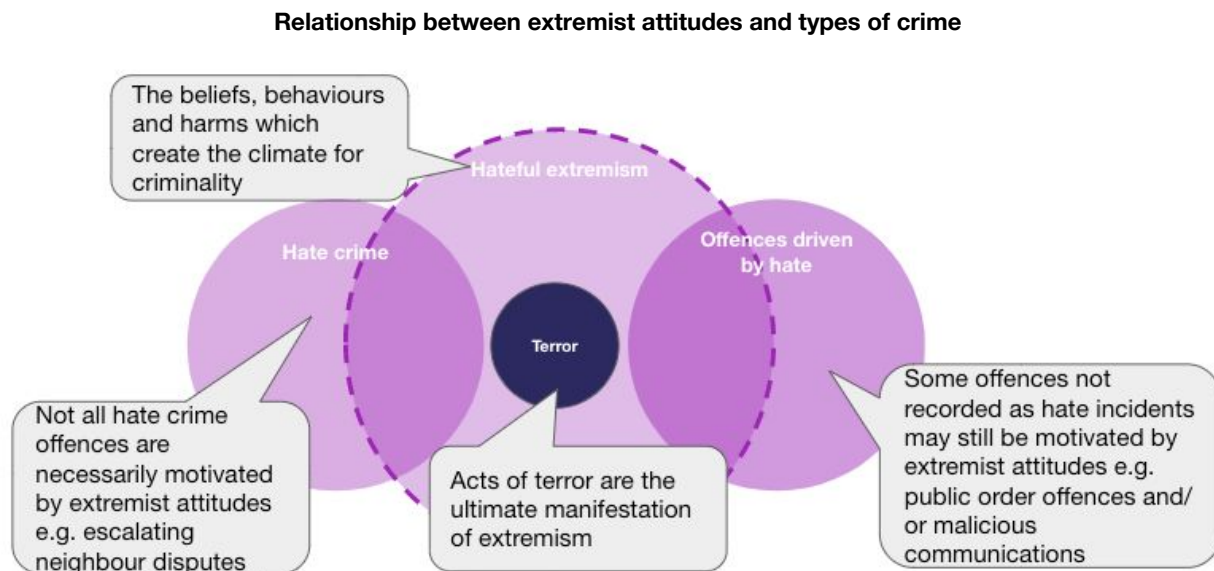 Relationship between extremist attitudes and types of crime
The beliefs, behaviours
and harms which
create the climate for
criminality
Hateful extremism
Hate crime
Offences driven
by hate
Terror
Not all hate crime
offences are
necessarily motivated
by extremist attitudes
e.g. escalating
neighbour disputes
Acts of terror are the
ultimate manifestation
of extremism
Some offences not
recorded as hate incidents
may still be motivated by
extremist attitudes e.g.
public order offences and/
or malicious
communications